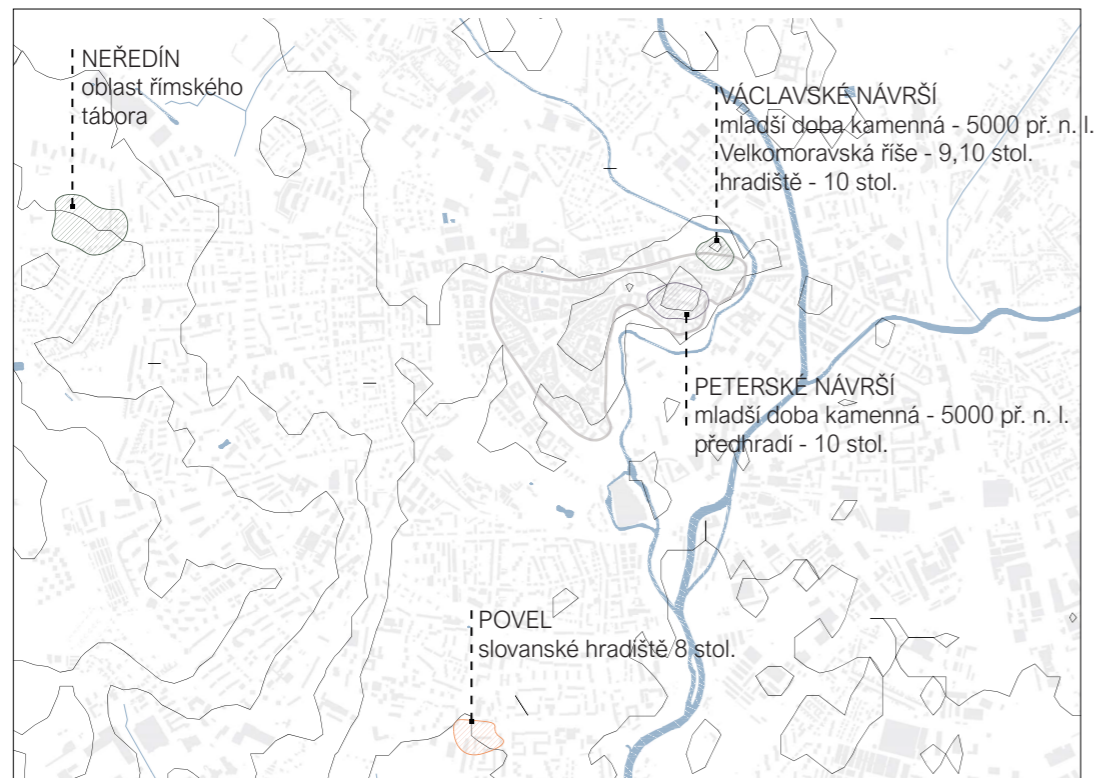 NEŘEDÍN
oblast římského
tábora
VÁCLAVSKÉ NÁVRŠÍ
mladší doba kamenná - 5000 př. n. l.
Velkomoravská říše - 9,10 stol.
hradiště - 10 stol.
PETERSKÉ NÁVRŠÍ
mladší doba kamenná - 5000 př. n. l.
předhradí - 10 stol.
POVEL
slovanské hradiště 8 stol.